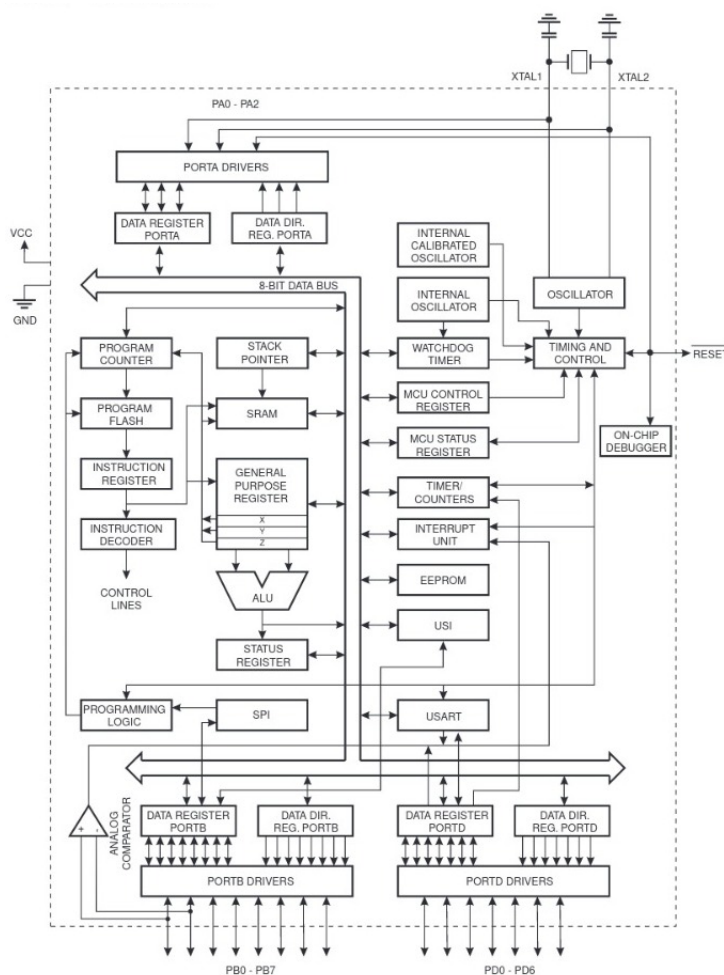 XTAL1
XTAL2
PA0 - PA2
PORTA DRIVERS
DATA REGISTER
PORTA
DATA DIR.
REG. PORTA
VCC
GND
8-BIT DATA BUS
INTERNAL
CALIBRATED
OSCILLATOR
INTERNAL
OSCILLATOR
OSCILLATOR
PROGRAM
COUNTER
STACK
POINTER
WATCHDOG
TIMER
TIMING AND
CONTROL
RESET
PROGRAM
FLASH
SRAM
MCU CONTROL
REGISTER
MCU STATUS
REGISTER
ON-CHIP
DEBUGGER
INSTRUCTION
REGISTER
GENERAL
PURPOSE
REGISTER
X
Y
Z
TIMER/
COUNTERS
INSTRUCTION
DECODER
INTERRUPT
UNIT
CONTROL
LINES
ALU
EEPROM
STATUS
REGISTER
USI
PROGRAMMING
LOGIC
SPI
USART
ANALOG
COMPARATOR
+
-
DATA REGISTER
PORTB
DATA DIR.
REG. PORTB
DATA REGISTER
PORTD
DATA DIR.
REG. PORTD
PORTB DRIVERS
PORTD DRIVERS
PB0 - PB7
PD0 - PD6